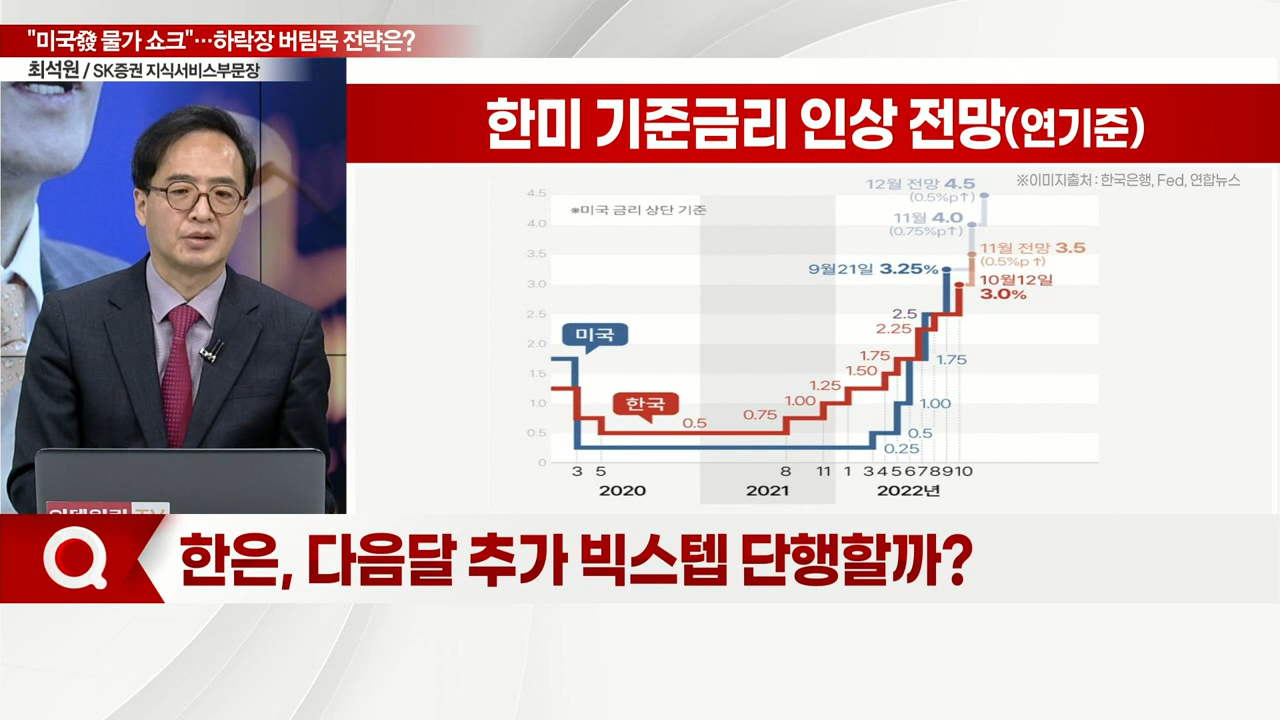 "미국發 물가 쇼크"…하락장 버팀목 전략은?
최석원 / SK증권 지식서비스부문장
한미 기준금리 인상 전망(연기준)
※이미지출처 : 한국은행, Fed, 연합뉴스
※미국 금리 상단 기준
12월 전망 4.5
(0.5%p↑)
11월 4.0
(0.75%p↑)
11월 전망 3.5
(0.5%p↑)
9월21일 3.25%
10월12일
3.0%
4.5
4.0
3.5
3.0
2.5
2.0
1.5
1.0
0.5
0
미국
한국
0.5
0.75
1.00
1.25
1.50
1.75
2.25
2.5
1.75
1.00
0.5
0.25
3 5 8 11 1 3 4 5 6 7 8 9 10
2020 2021 2022년
이데일리 TV
Q 한은, 다음달 추가 빅스텝 단행할까?